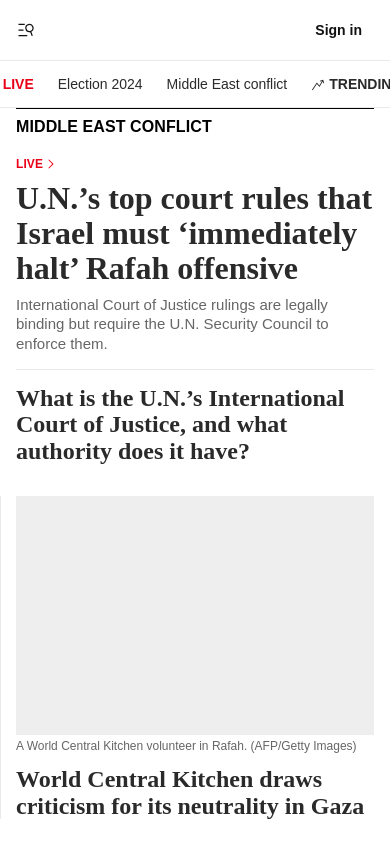 Sign in
LIVE
Election 2024
Middle East conflict
TRENDIN
MIDDLE EAST CONFLICT
LIVE
U.N.’s top court rules that
Israel must ‘immediately
halt’ Rafah offensive
International Court of Justice rulings are legally
binding but require the U.N. Security Council to
enforce them.
What is the U.N.’s International
Court of Justice, and what
authority does it have?
A World Central Kitchen volunteer in Rafah. (AFP/Getty Images)
World Central Kitchen draws
criticism for its neutrality in Gaza